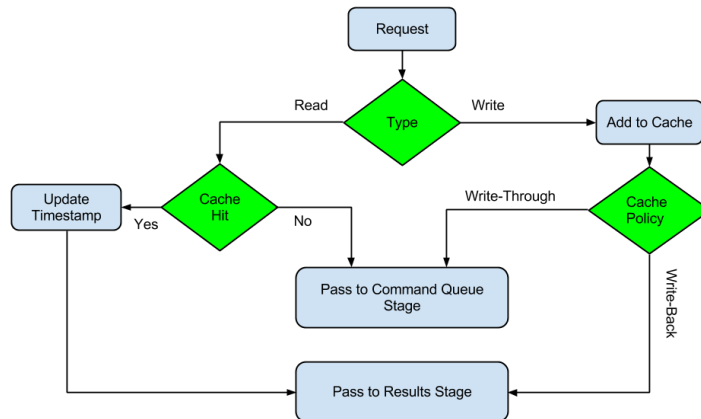 Request
Read
Write
Type
Add to Cache
Update
Timestamp
Yes
Cache
Hit
No
Write-Through
Cache
Policy
Pass to Command Queue
Stage
Write-Back
Pass to Results Stage